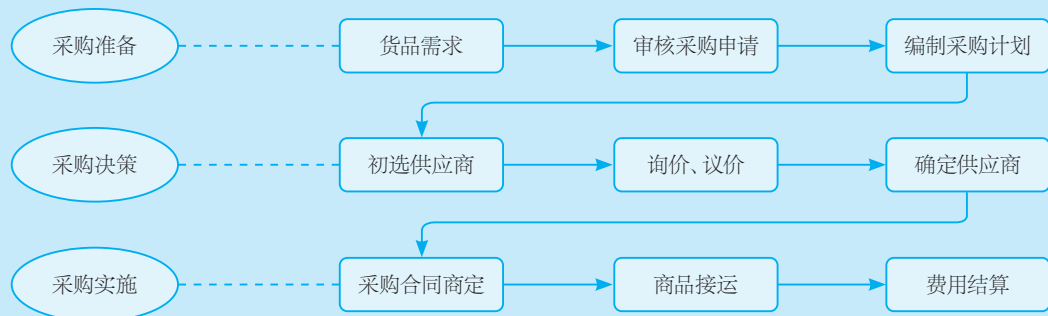 采购准备
货品需求
审核采购申请
编制采购计划
采购决策
初选供应商
询价、议价
确定供应商
采购实施
采购合同商定
商品接运
费用结算